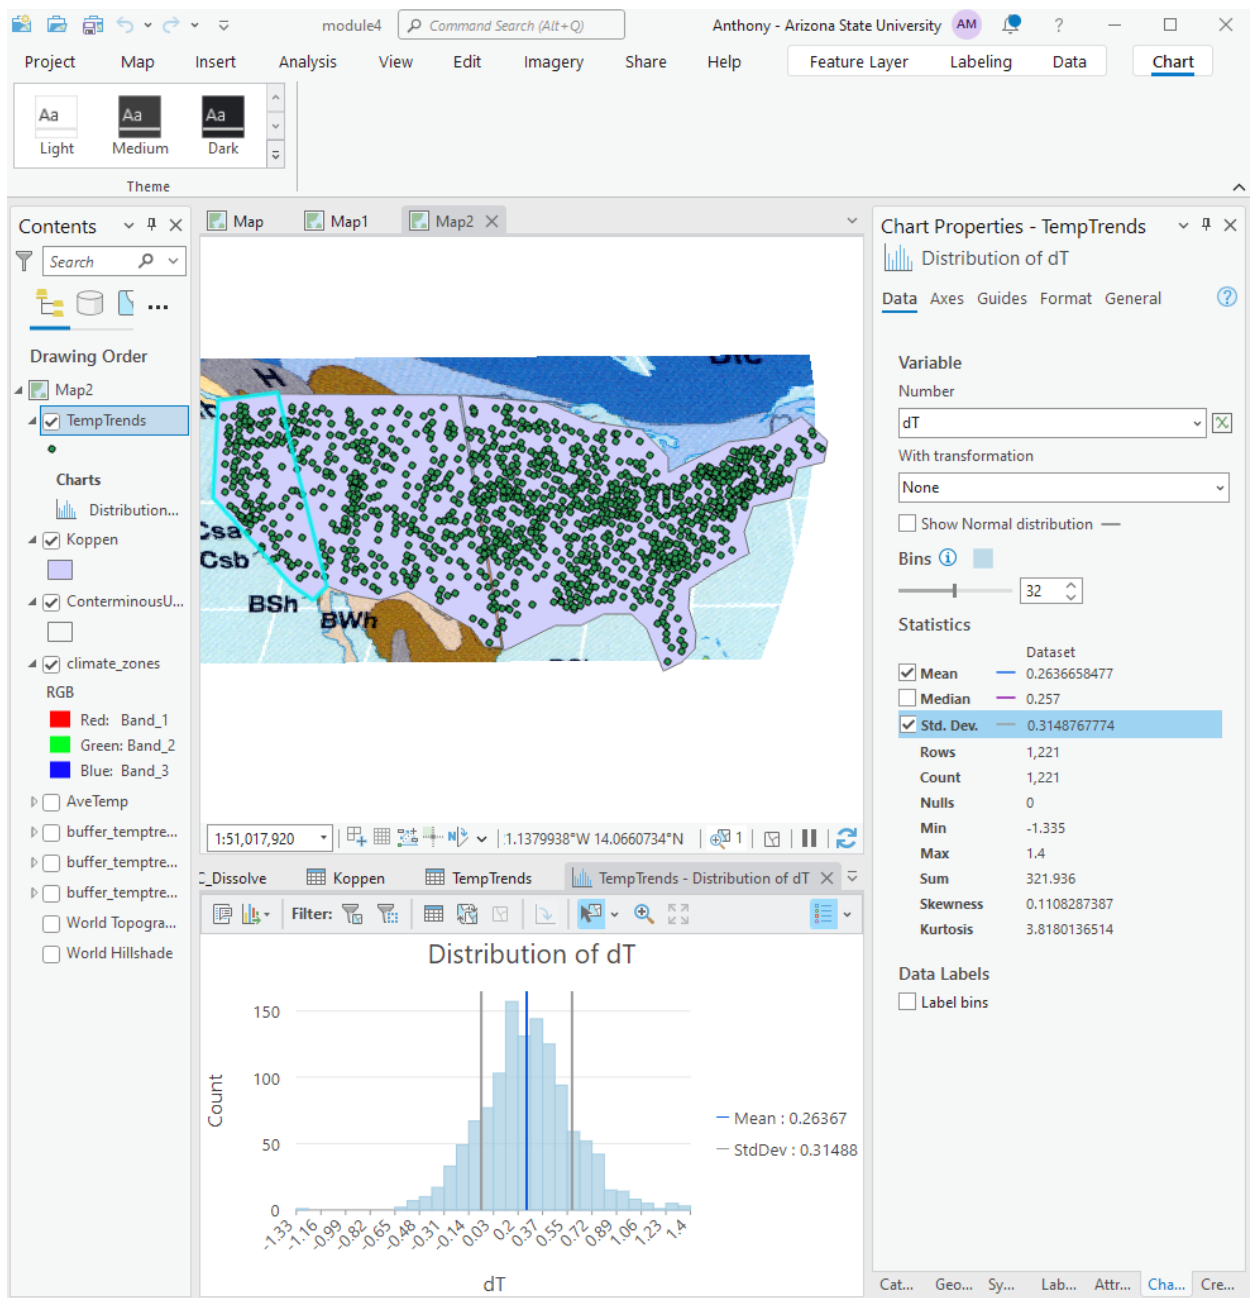 module4
Command Search (Alt+Q)
Anthony - Arizona State University
AM
?
Project Map Insert Analysis View Edit Imagery Share Help Feature Layer Labeling Data Chart
Aa Aa Aa
Light Medium Dark
Theme
Contents
Search
Drawing Order
Map2
TempTrends
Charts
Distribution...
Koppen
ConterminousU...
climate_zones
RGB
Red: Band_1
Green: Band_2
Blue: Band_3
AveTemp
buffer_temptre...
buffer_temptre...
buffer_temptre...
World Topogra...
World Hillshade
Map Map1 Map2
H
DfC
Csa
Csb
BSh
BWh
1:51,017,920
N
1.1379938°W 14.0660734°N
1
C_Dissolve Koppen TempTrends TempTrends - Distribution of dT
Filter:
Distribution of dT
150
100
50
0
Count
-1.33 -1.16 -0.99 -0.82 -0.65 -0.48 -0.31 -0.14 0.03 0.2 0.37 0.55 0.72 0.89 1.06 1.23 1.4
dT
Mean : 0.26367
StdDev : 0.31488
Chart Properties - TempTrends
Distribution of dT
Data Axes Guides Format General
?
Variable
Number
dT
With transformation
None
Show Normal distribution
Bins
32
Statistics
Dataset
Mean 0.2636658477
Median 0.257
Std. Dev. 0.3148767774
Rows 1,221
Count 1,221
Nulls 0
Min -1.335
Max 1.4
Sum 321.936
Skewness 0.1108287387
Kurtosis 3.8180136514
Data Labels
Label bins
Cat... Geo... Sy... Lab... Attr... Cha... Cre...